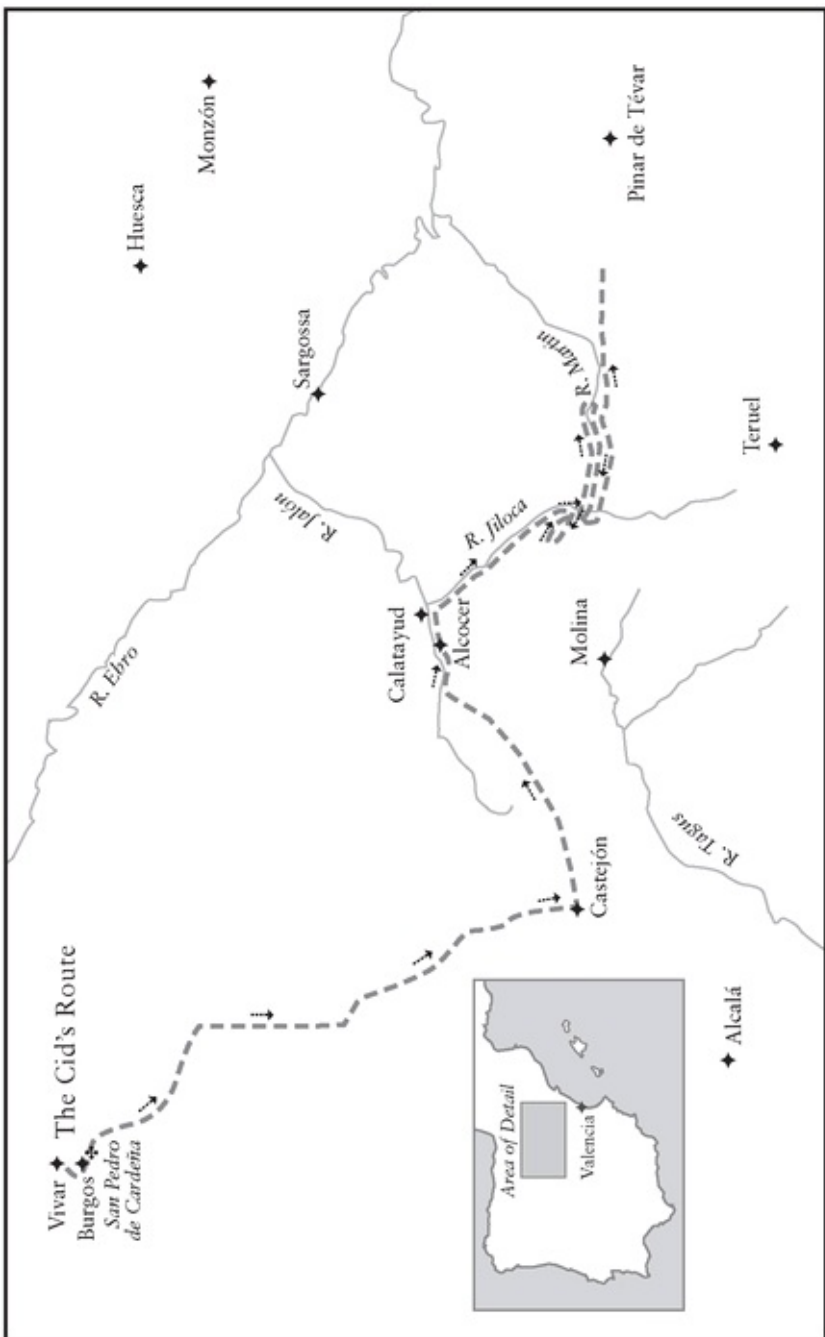 Vivar
The Cid's Route
Burgos
San Pedro
de Cardeña
R. Ebro
Huesca
Monzón
Sargossa
R. Jalón
Calatayud
Alcocer
R. Jiloca
R. Martin
Castejón
Molina
Pinar de Tévar
Teruel
R. Tagus
Alcalá
Area of Detail
Valencia